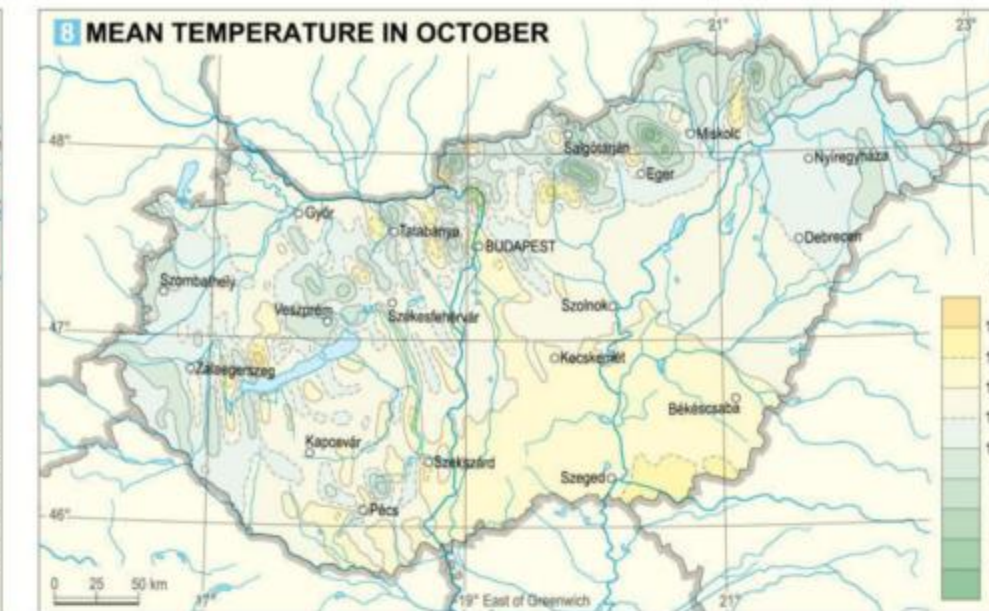 8 MEAN TEMPERATURE IN OCTOBER
21°
23°
48°
Salgótarján
Miskolc
Nyíregyháza
Eger
Győr
Tatabánya
BUDAPEST
Debrecen
Szombathely
Veszprém
Székesfehérvár
Szolnok
47°
Kecskemét
Zalaegerszeg
Békéscsaba
Kaposvár
Szekszárd
Szeged
46°
Pécs
0 25 50 km
17°
19° East of Greenwich
21°